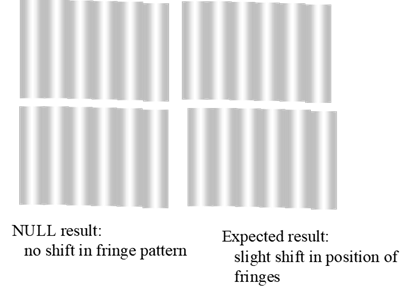 NULL result:
no shift in fringe pattern
Expected result:
slight shift in position of
fringes